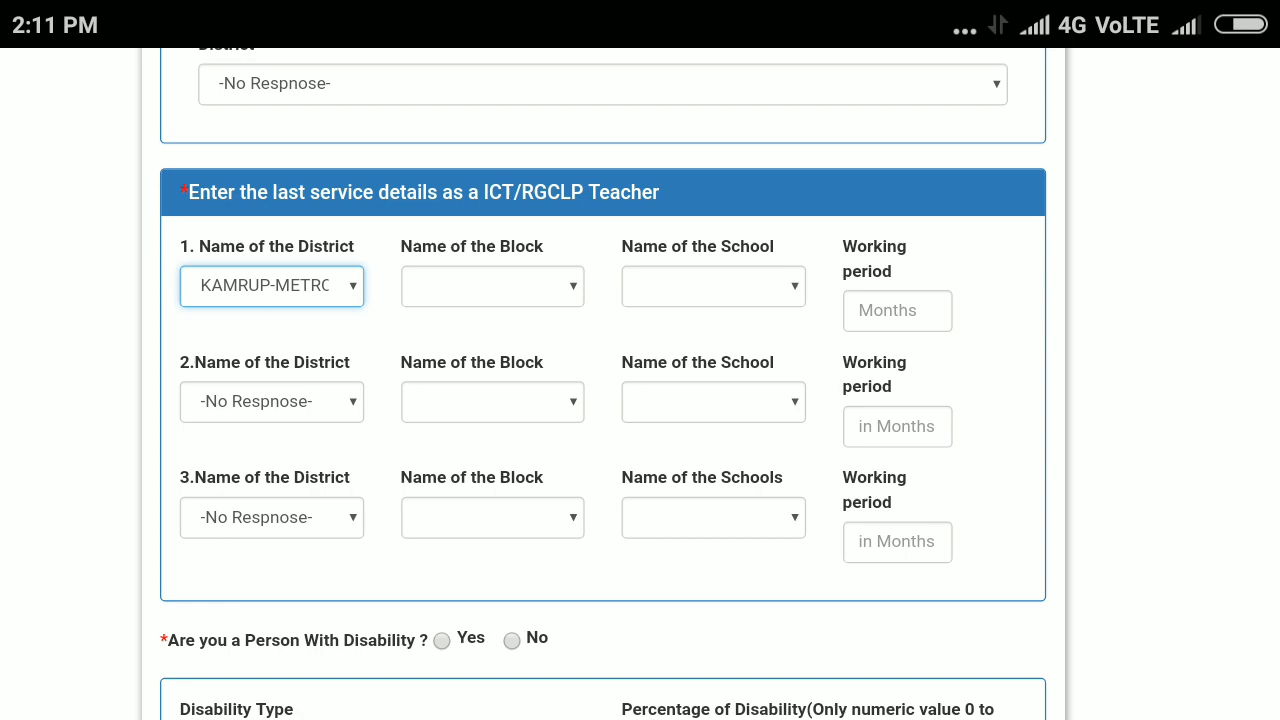 2:11 PM
4G VoLTE
District
-No Respnose-
*Enter the last service details as a ICT/RGCLP Teacher
1. Name of the District
Name of the Block
Name of the School
Working
period
KAMRUP-METRO
Months
2.Name of the District
Name of the Block
Name of the School
Working
period
-No Respnose-
in Months
3.Name of the District
Name of the Block
Name of the Schools
Working
period
-No Respnose-
in Months
*Are you a Person With Disability ? Yes No
Disability Type
Percentage of Disability(Only numeric value 0 to